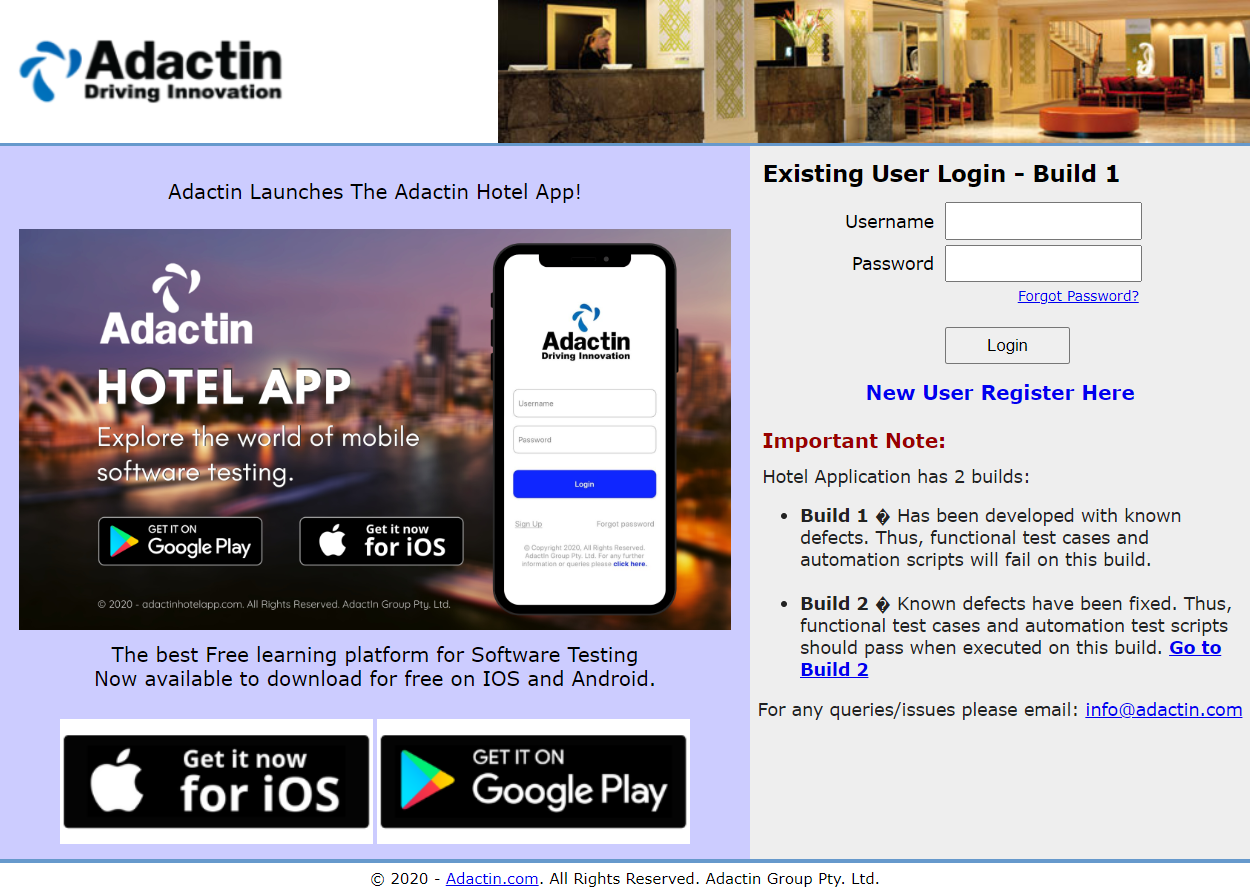 Adactin
Driving Innovation
Adactin Launches The Adactin Hotel App!
Adactin
HOTEL APP
Explore the world of mobile
software testing.
GET IT ON
Google Play
Get it now
for iOS
© 2020 - adactinhotelapp.com. All Rights Reserved. Adactin Group Pty. Ltd.
Adactin
Driving Innovation
Username
Password
Login
Sign Up Forgot password
© Copyright 2020, All Rights Reserved.
Adactin Group Pty. Ltd. For any further
information or queries please click here.
The best Free learning platform for Software Testing
Now available to download for free on IOS and Android.
Get it now
for iOS
GET IT ON
Google Play
Existing User Login - Build 1
Username
Password
Forgot Password?
Login
New User Register Here
Important Note:
Hotel Application has 2 builds:
• Build 1 � Has been developed with known
defects. Thus, functional test cases and
automation scripts will fail on this build.
• Build 2 � Known defects have been fixed. Thus,
functional test cases and automation test scripts
should pass when executed on this build. Go to
Build 2
For any queries/issues please email: info@adactin.com
© 2020 - Adactin.com. All Rights Reserved. Adactin Group Pty. Ltd.